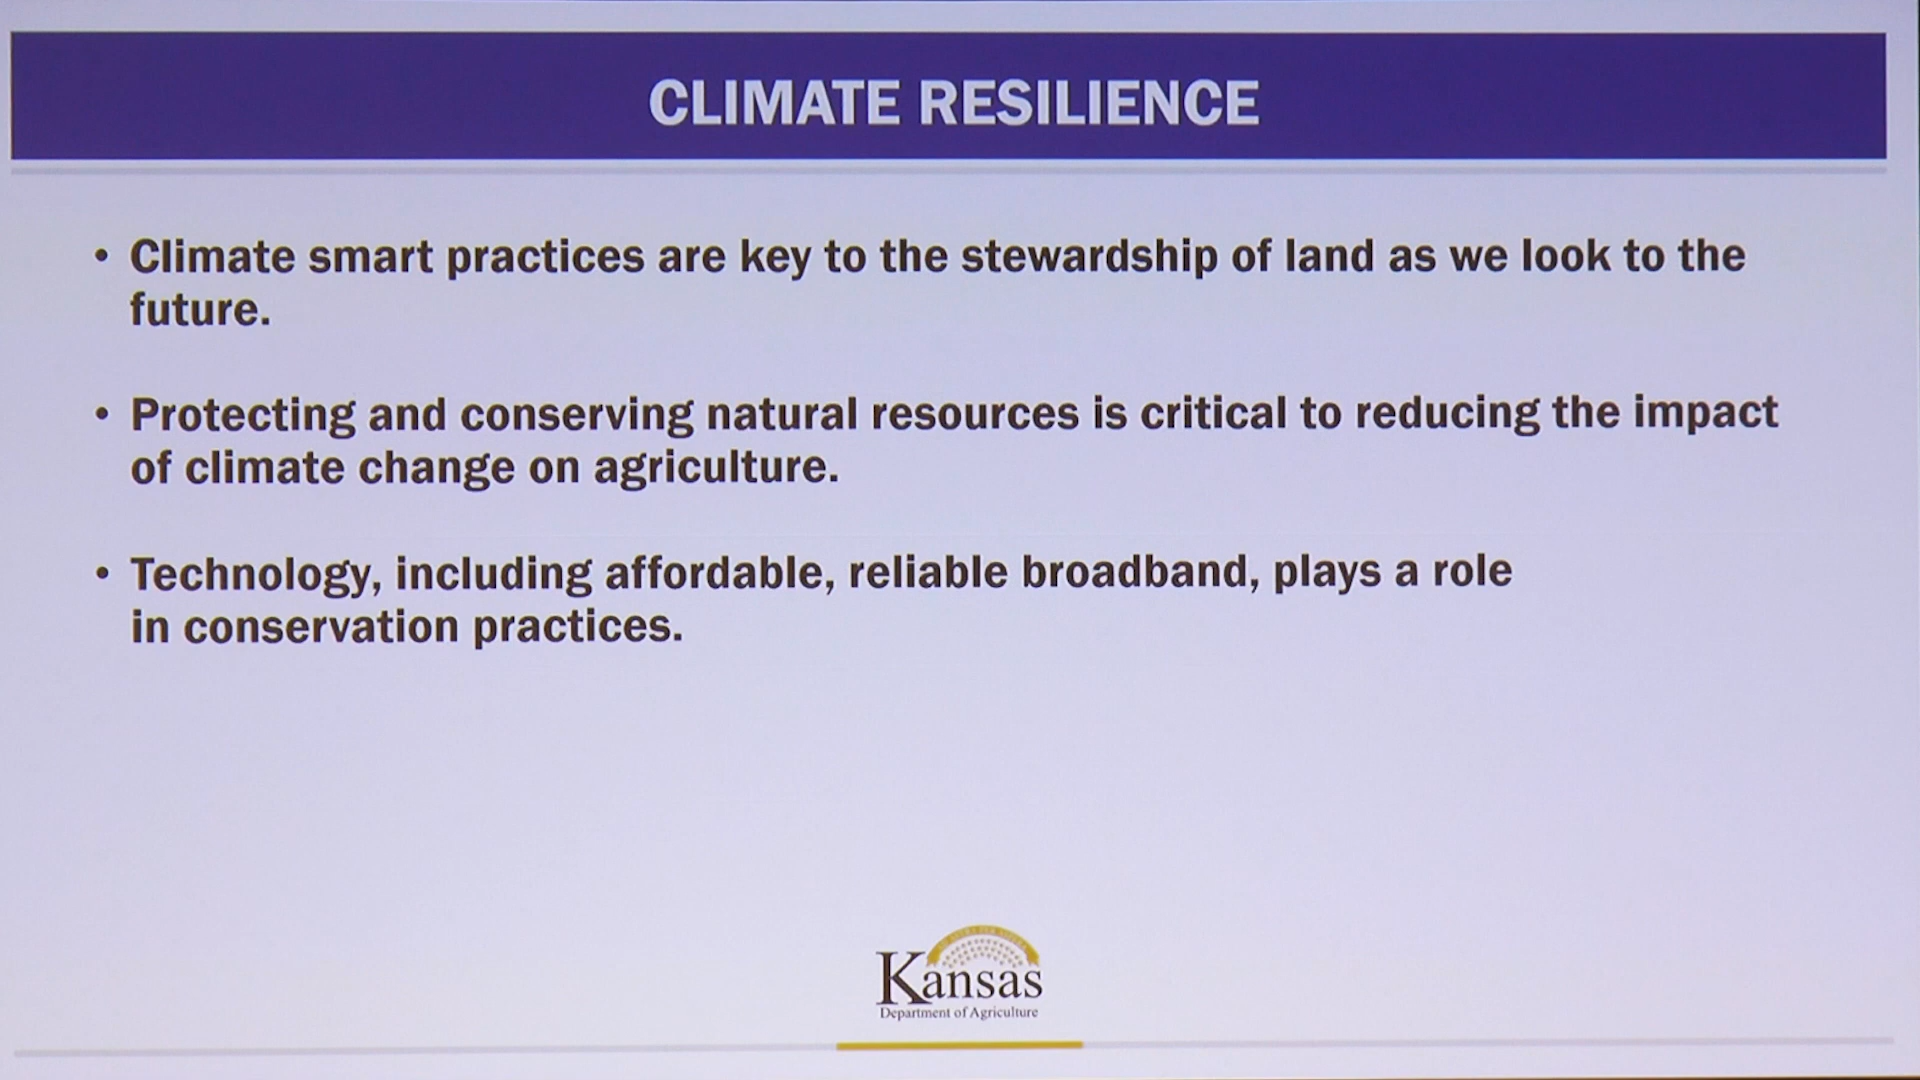 CLIMATE RESILIENCE
• Climate smart practices are key to the stewardship of land as we look to the
future.
• Protecting and conserving natural resources is critical to reducing the impact
of climate change on agriculture.
• Technology, including affordable, reliable broadband, plays a role
in conservation practices.
Kansas
Department of Agriculture